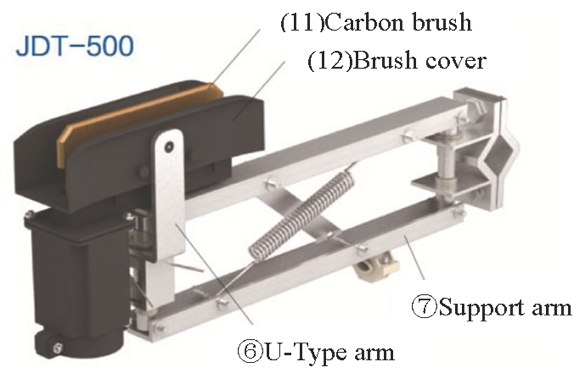 (11)Carbon brush
JDT-500
(12)Brush cover
⑦Support arm
⑥U-Type arm